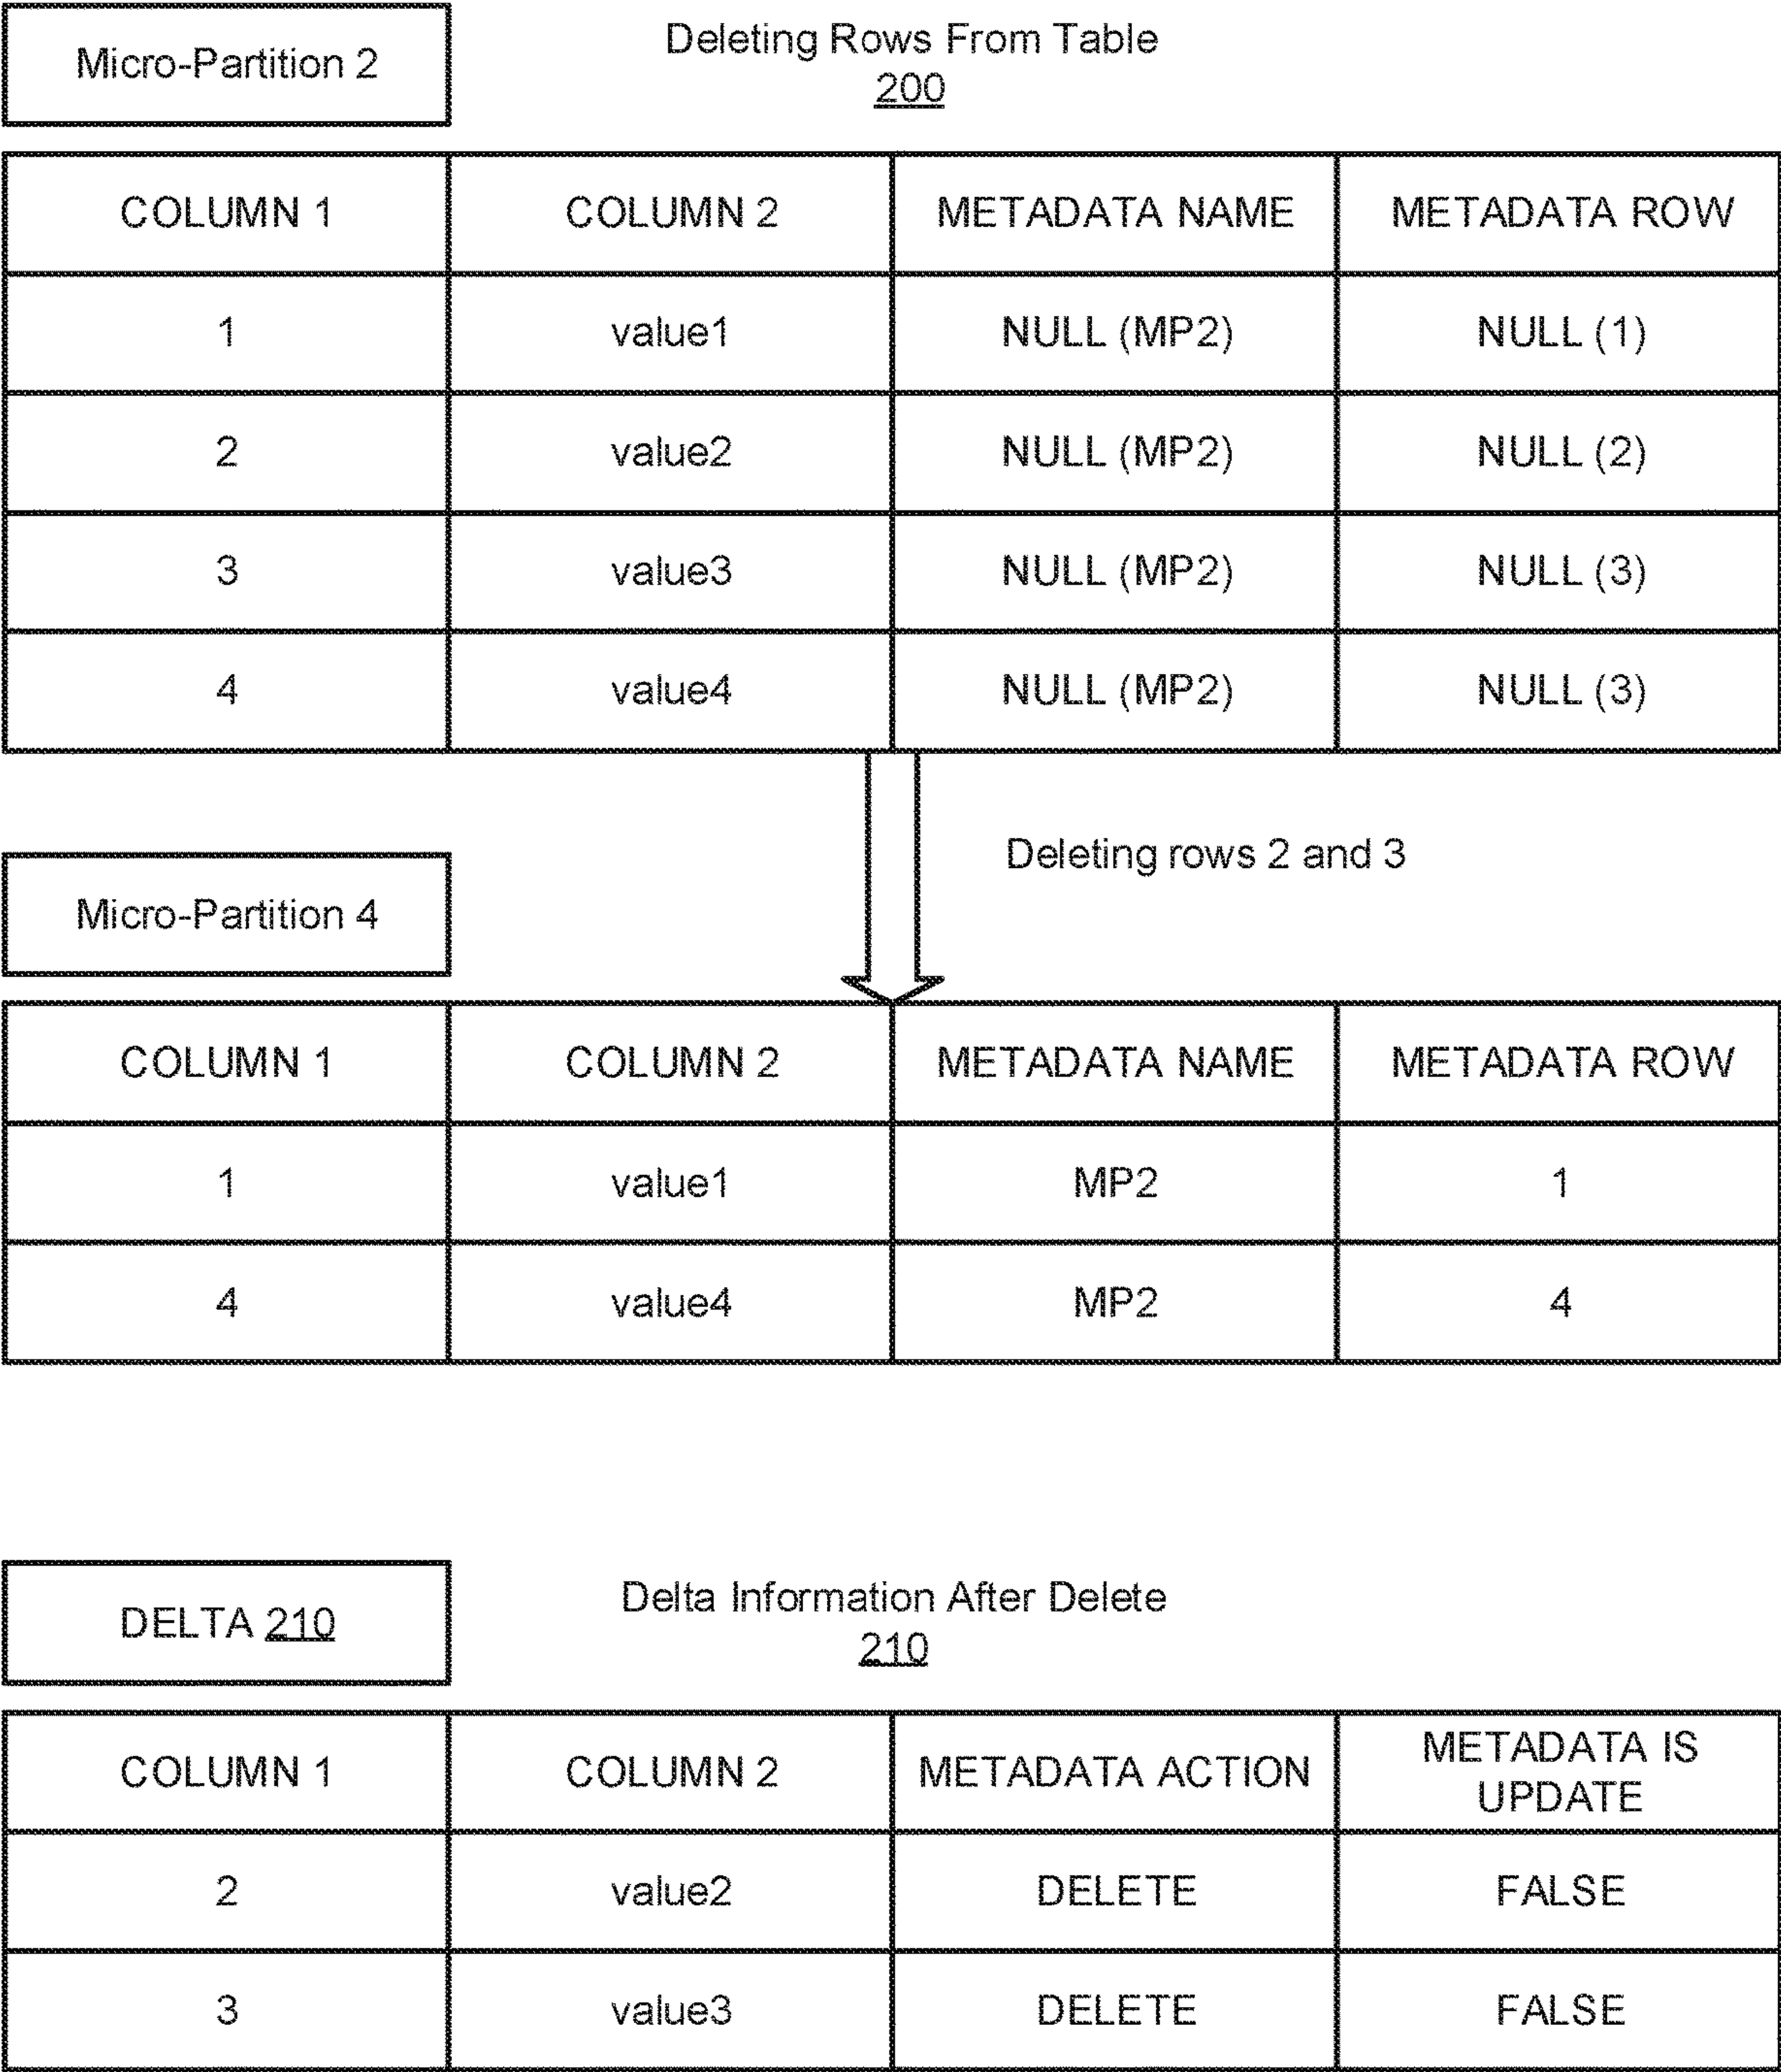 Micro-Partition 2
Deleting Rows From Table
200
COLUMN 1 COLUMN 2 METADATA NAME METADATA ROW
1 value1 NULL (MP2) NULL (1)
2 value2 NULL (MP2) NULL (2)
3 value3 NULL (MP2) NULL (3)
4 value4 NULL (MP2) NULL (3)
Deleting rows 2 and 3
Micro-Partition 4
COLUMN 1 COLUMN 2 METADATA NAME METADATA ROW
1 value1 MP2 1
4 value4 MP2 4
DELTA 210
Delta Information After Delete
210
COLUMN 1 COLUMN 2 METADATA ACTION METADATA IS
UPDATE
2 value2 DELETE FALSE
3 value3 DELETE FALSE